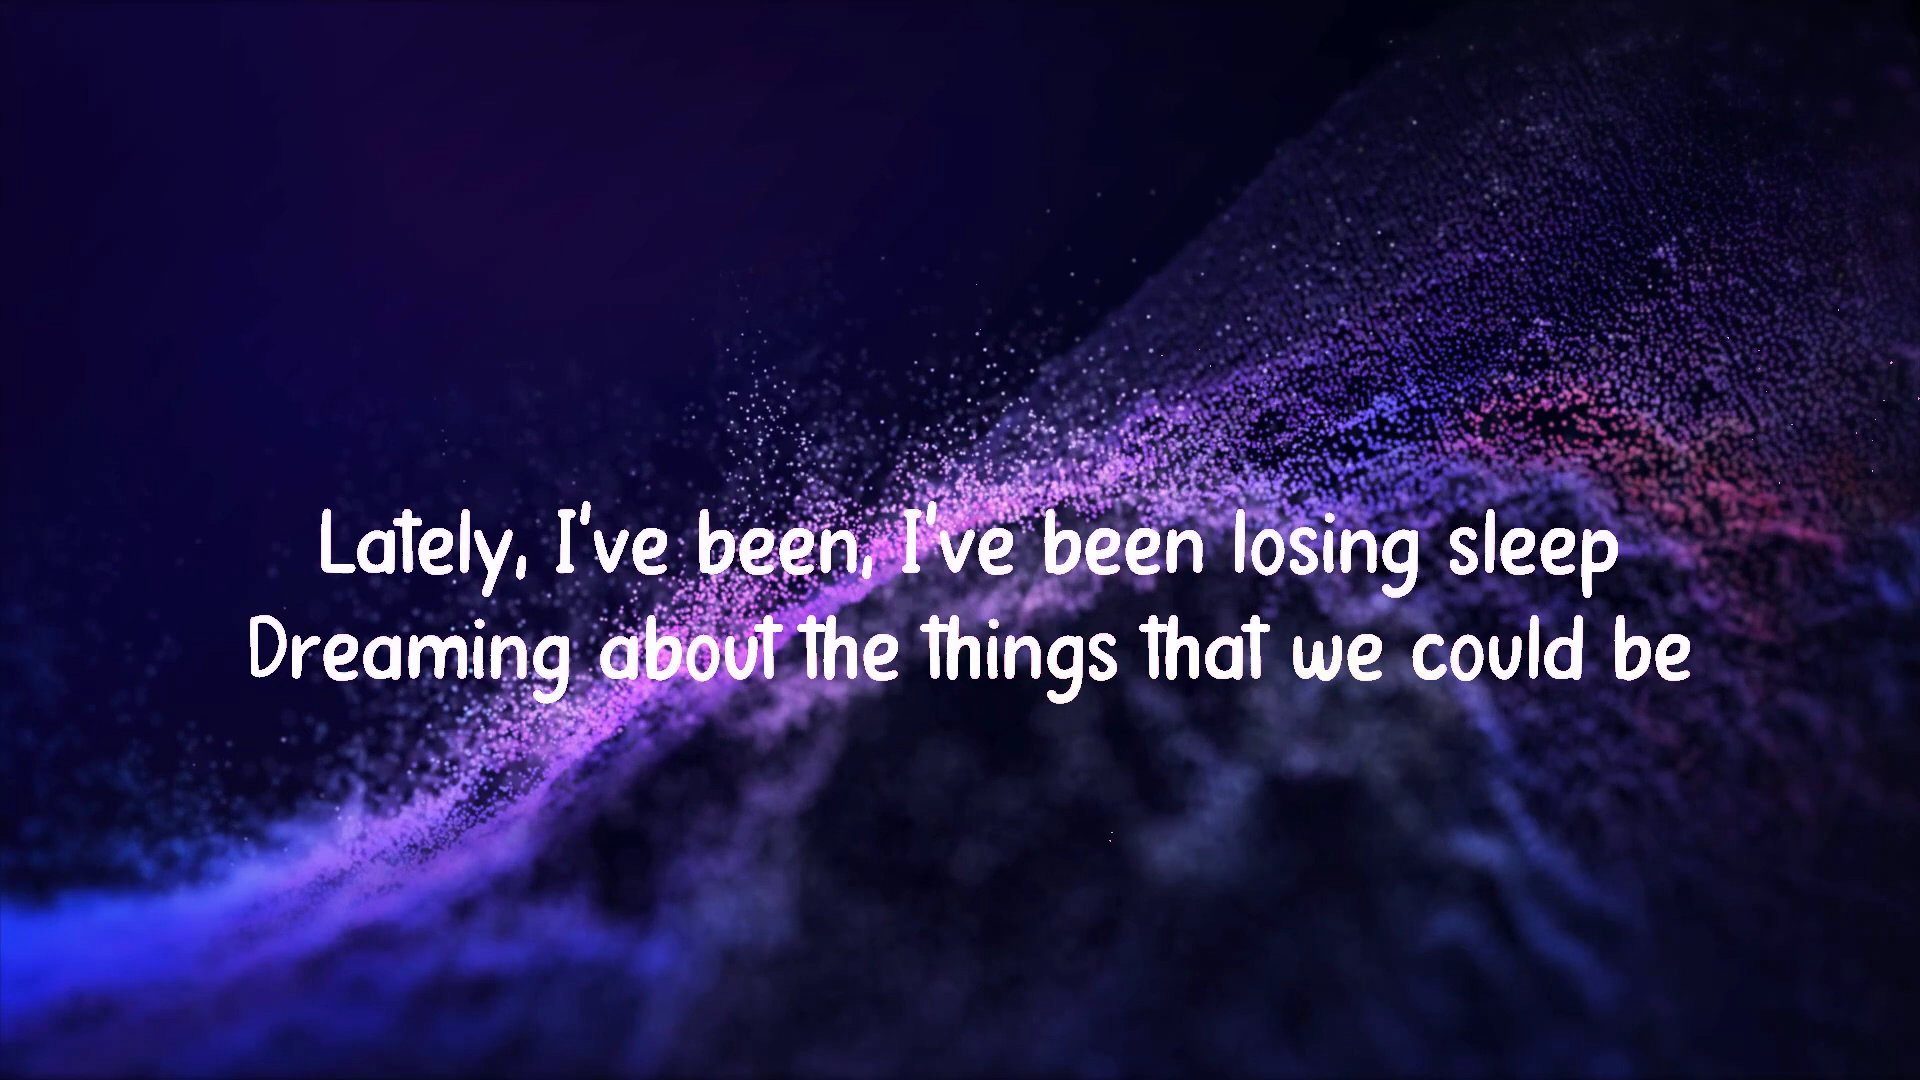 Lately, I've been, I've been losing sleep
Dreaming about the things that we could be